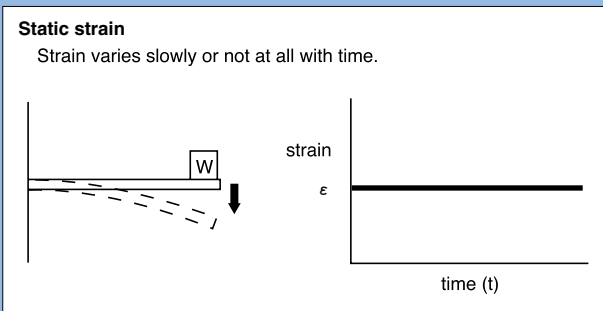 Static strain
Strain varies slowly or not at all with time.
W
strain
ε
time (t)